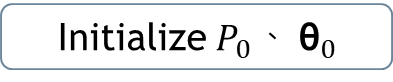 Initialize P₀ 、 θ₀